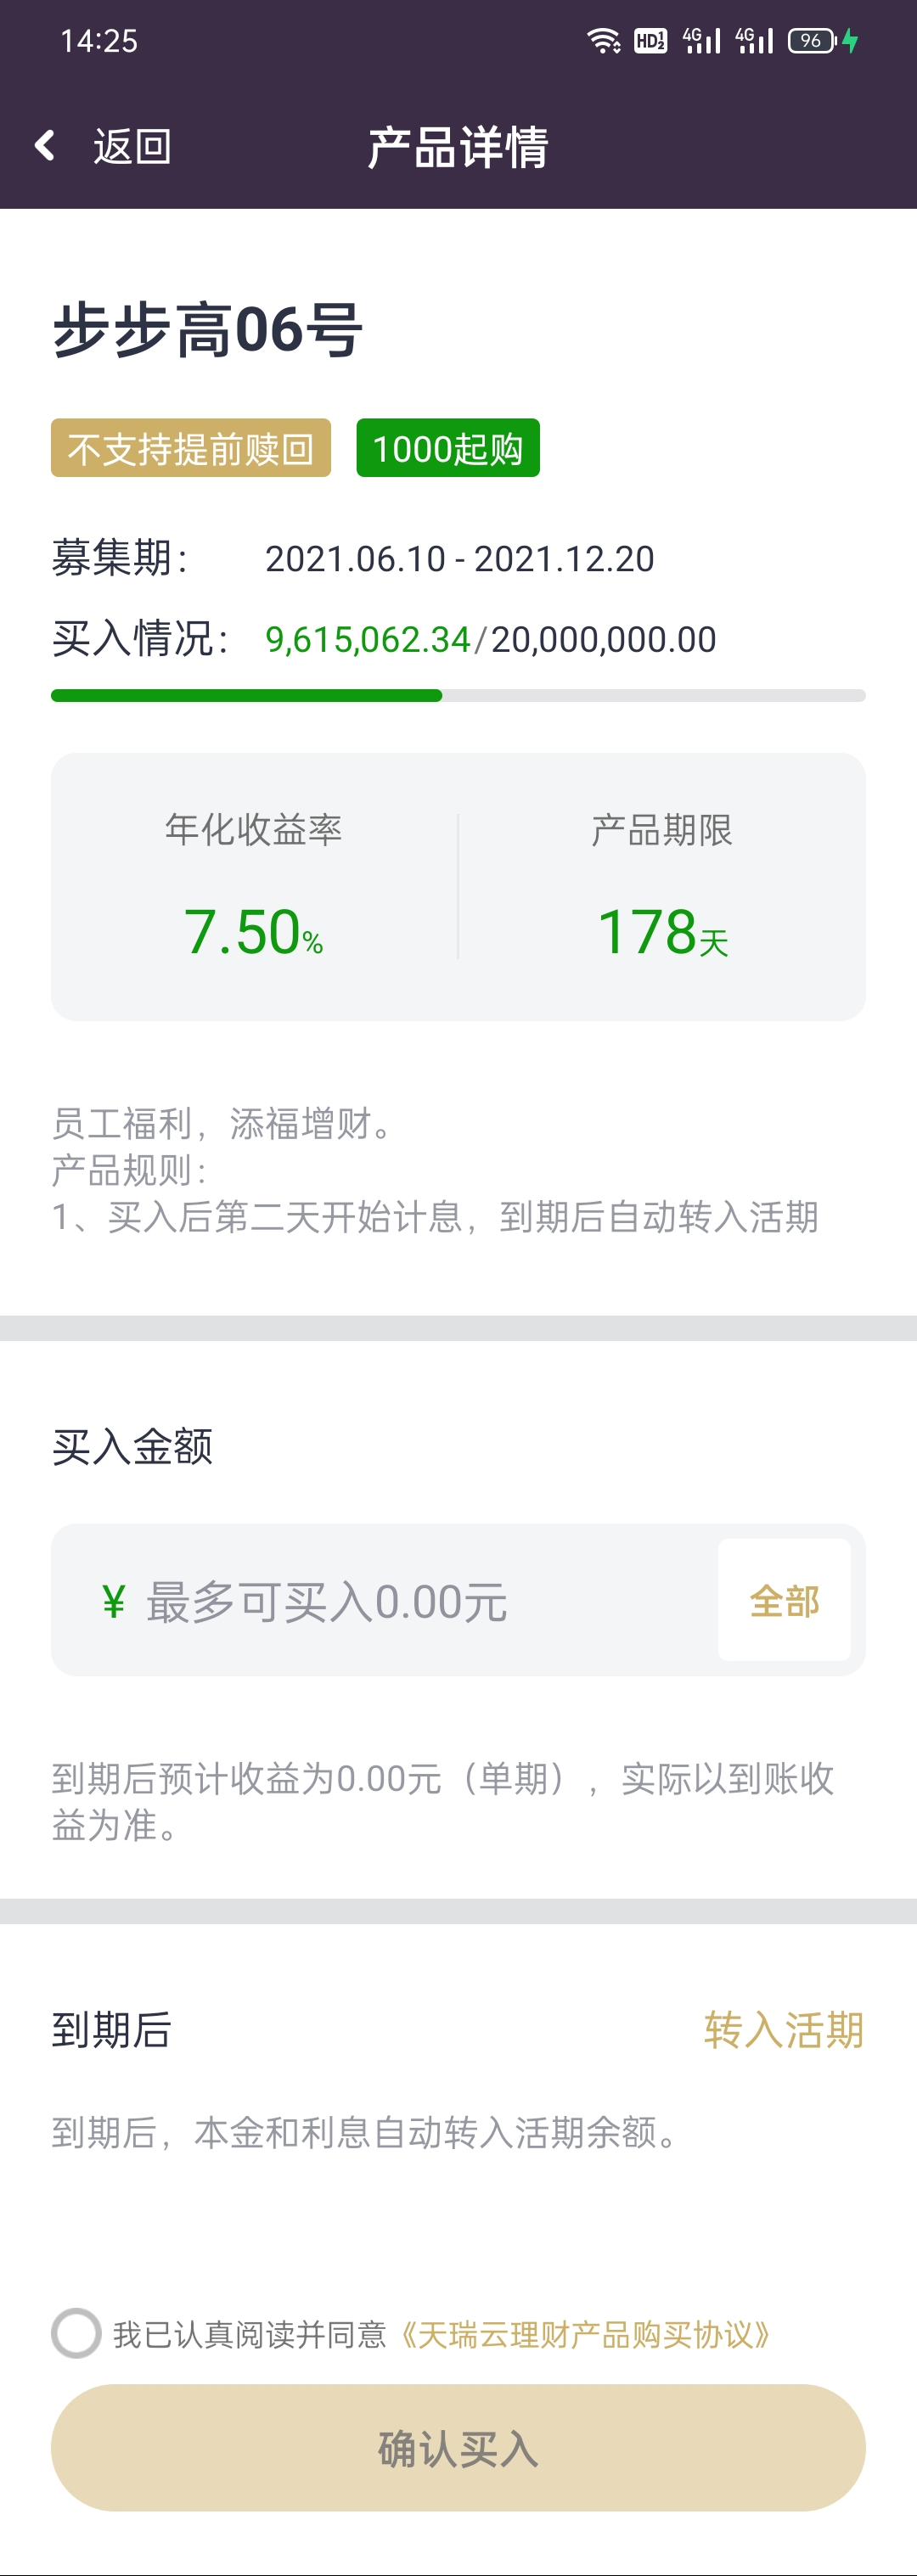 14:25
HD 1 2 4G 4G 96
返回
产品详情
步步高06号
不支持提前赎回 1000起购
募集期： 2021.06.10 - 2021.12.20
买入情况： 9,615,062.34/20,000,000.00
年化收益率 产品期限
7.50% 178天
员工福利，添福增财。
产品规则：
1、买入后第二天开始计息，到期后自动转入活期
买入金额
¥ 最多可买入0.00元 全部
到期后预计收益为0.00元（单期），实际以到账收
益为准。
到期后 转入活期
到期后，本金和利息自动转入活期余额。
我已认真阅读并同意《天瑞云理财产品购买协议》
确认买入